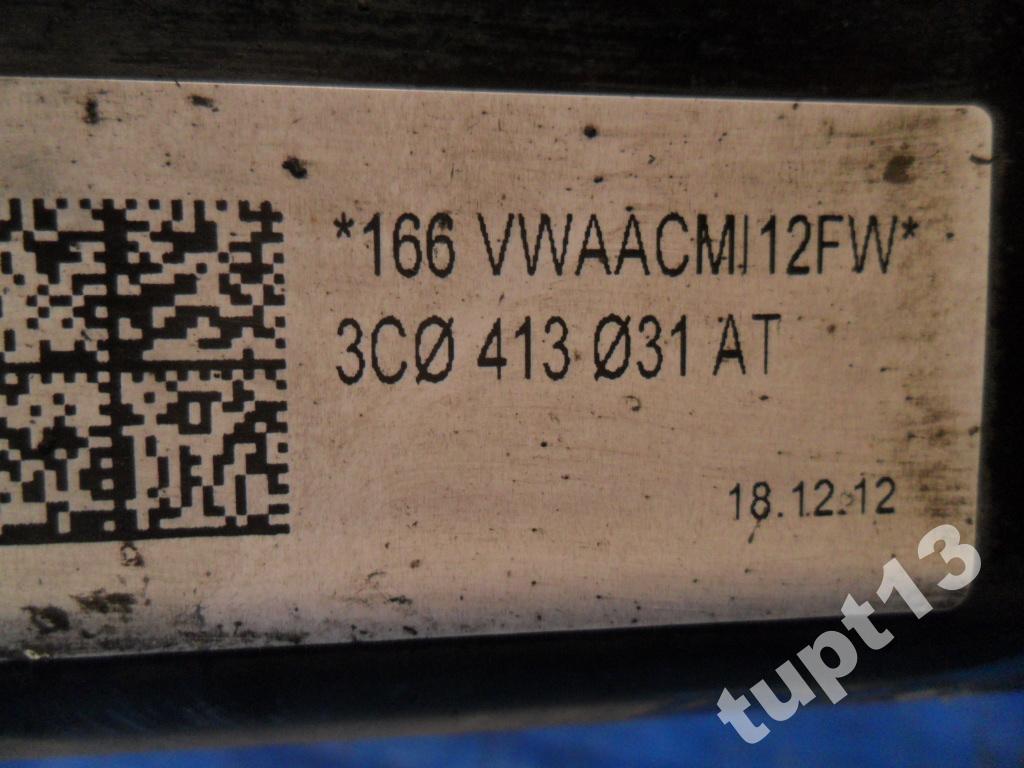 *166 VWAACMI12FW*
3CØ 413 Ø31 AT
18.12.12
tupt13